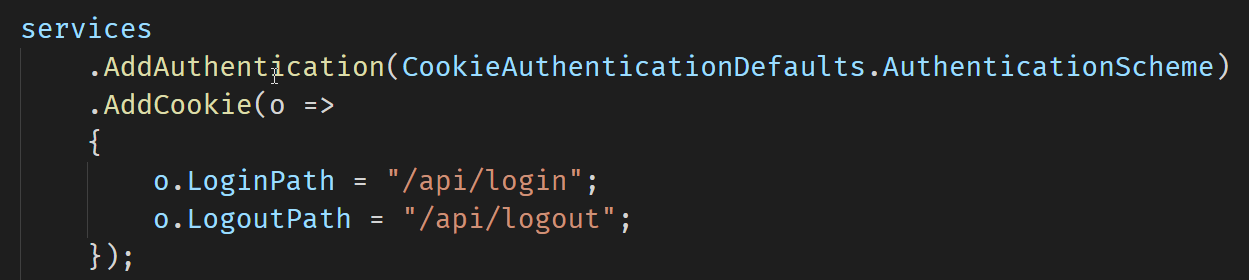 services
.AddAuthentication(CookieAuthenticationDefaults.AuthenticationScheme)
.AddCookie(o =>
{
o.LoginPath = "/api/login";
o.LogoutPath = "/api/logout";
});